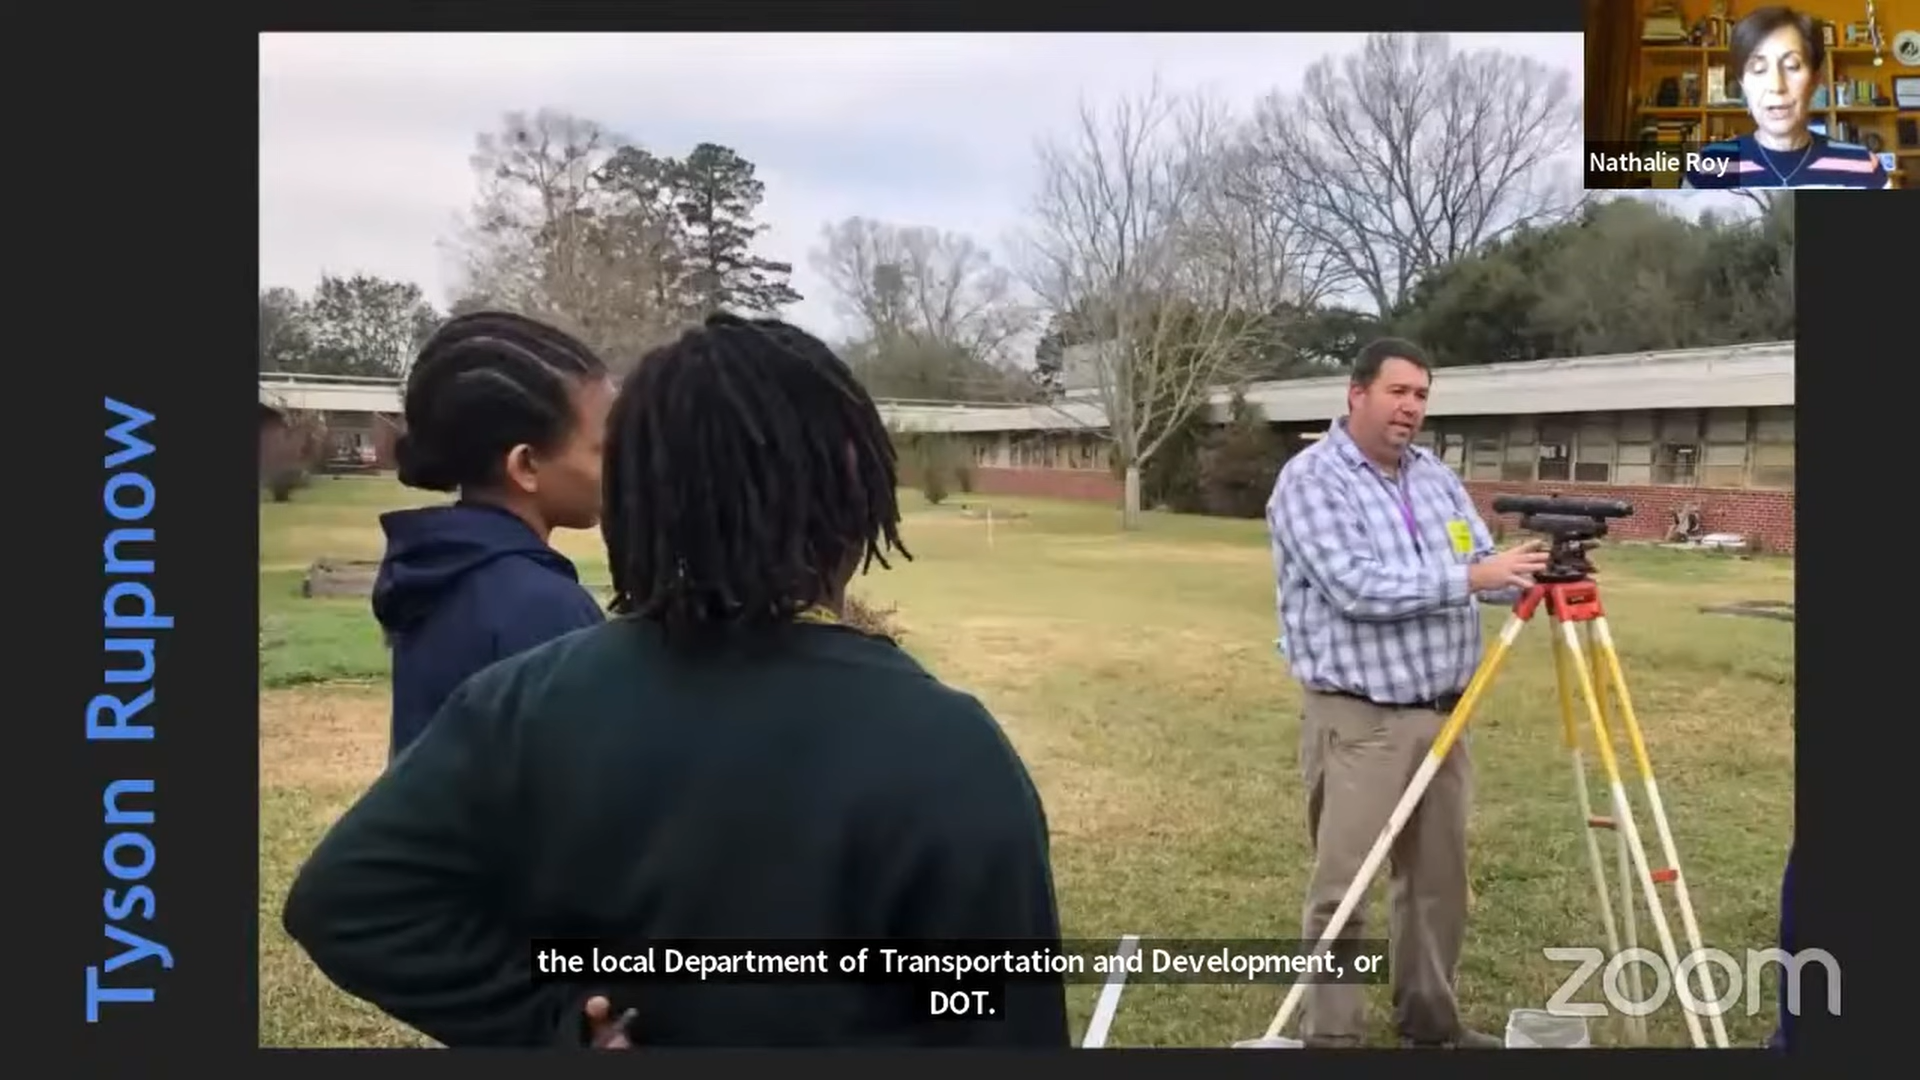 Nathalie Roy
Tyson Rupnow
the local Department of Transportation and Development, or
DOT.
zoom